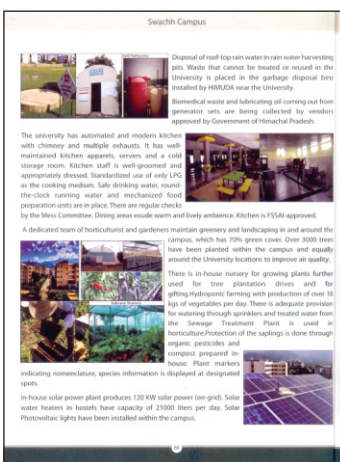 Swachh Campus
Disposal of roof-top rain water in rain water harvesting
pits. Waste that cannot be treated or reused in the
University is placed in the garbage disposal bins
installed by HIMUDA near the University.
Biomedical waste and lubricating oil coming out from
generator sets are being collected by vendors
approved by Government of Himachal Pradesh.
The university has automated and modern kitchen
with chimney and multiple exhausts. It has well-
maintained kitchen apparels, servers and a cold
storage room. Kitchen staff is well-groomed and
appropriately dressed. Standardized use of only LPG
as the cooking medium. Safe drinking water, round-
the-clock running water and mechanized food
preparation units are in place. There are regular checks
by the Mess Committee. Dining areas exude warm and lively ambience. Kitchen is FSSAI-approved.
A dedicated team of horticulturist and gardeners maintain greenery and landscaping in and around the
campus, which has 70% green cover. Over 3000 trees
have been planted within the campus and equally
around the University locations to improve air quality.
There is in-house nursery for growing plants further
used for tree plantation drives and for
gifting.Hydroponic farming with production of over
kgs of vegetables per day. There is adequate provision
for watering through sprinklers and treated water from
the Sewage Treatment Plant is used in
horticulture.Protection of the saplings is done through
organic pesticides and
compost prepared in-
house. Plant markers
indicating nomenclature, species information is displayed at designated
spots.
In-house solar power plant produces 120 KW solar power (on-grid). Solar
water heaters in hostels have capacity of 21000 liters per day. Solar
Photovoltaic lights have been installed within the campus.